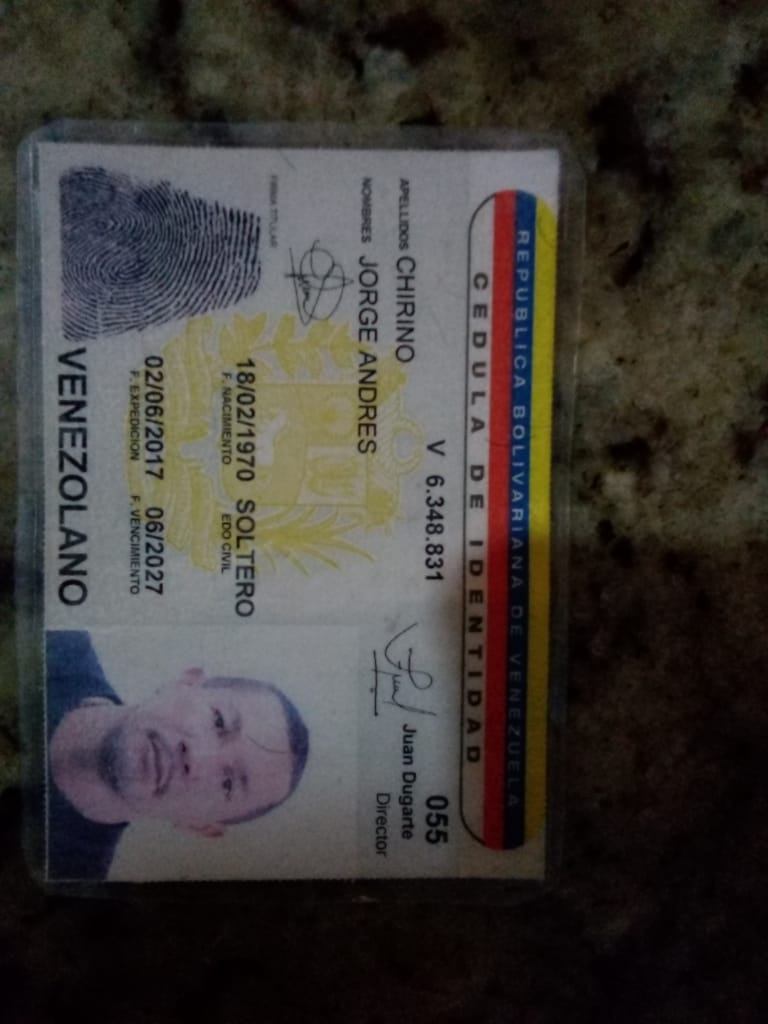 REPUBLICA BOLIVARIANA DE VENEZUELA
CEDULA DE IDENTIDAD
V 6.348.831
055
APELLIDOS CHIRINO
Juan Dugarte
Director
NOMBRES JORGE ANDRES
FIRMA TITULAR
18/02/1970 SOLTERO
F. NACIMIENTO EDO CIVIL
02/06/2017 06/2027
F. EXPEDICION F. VENCIMIENTO
VENEZOLANO